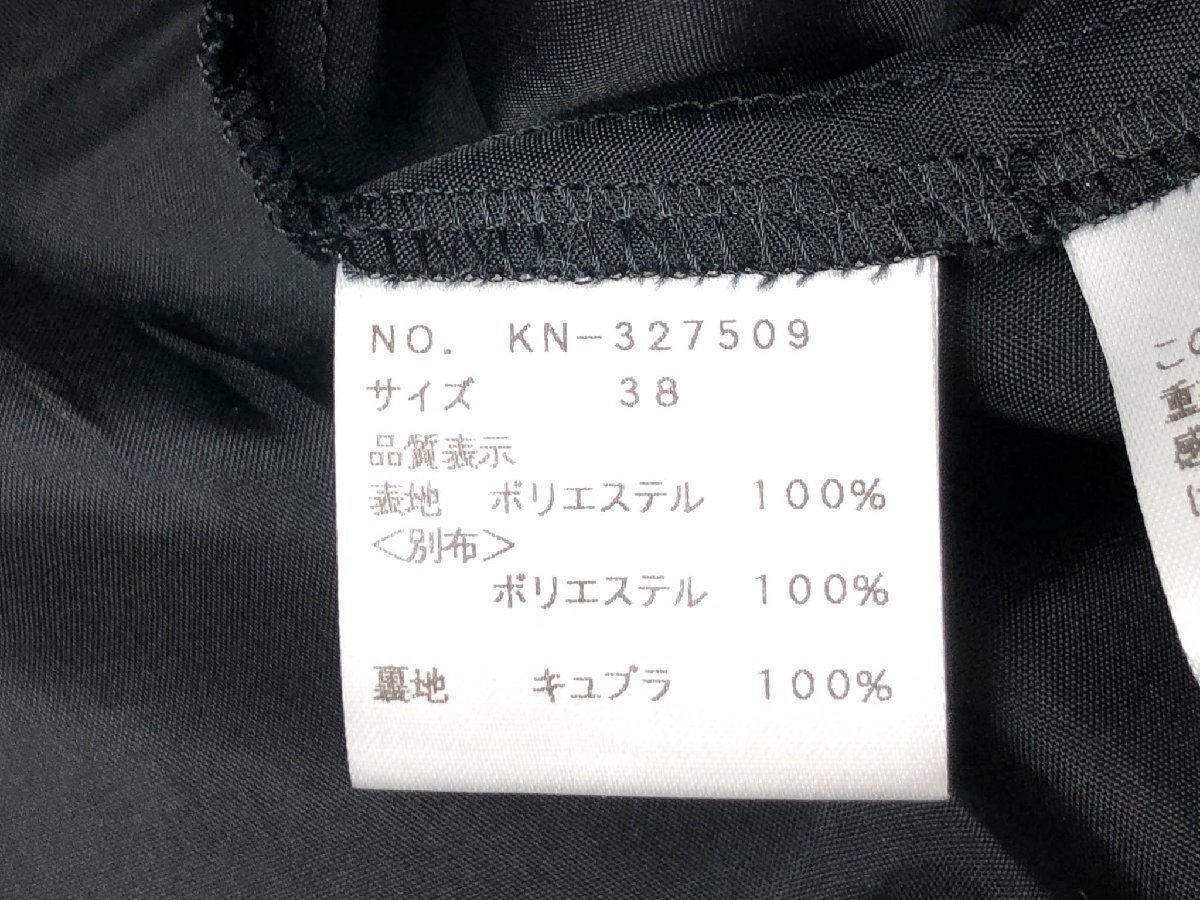 NO. KN-327509
サイズ 38
品質表示
表地 ポリエステル 100%
<別布>
ポリエステル 100%
裏地 キュプラ 100%